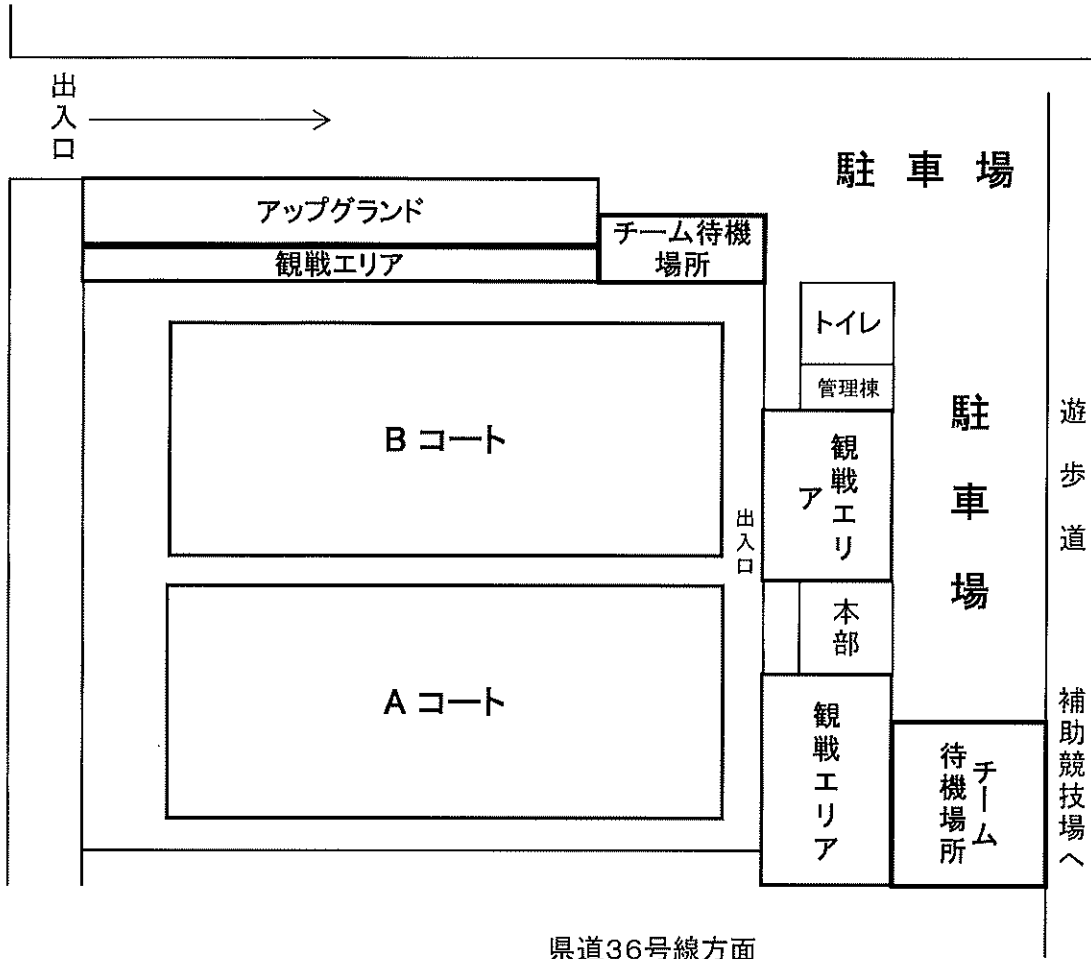 出入口
駐車場
アップグランド
チーム待機
場所
観戦エリア
トイレ
管理棟
Bコート
駐車場
遊歩道
観戦エリ
ア
出入口
本部
Aコート
観戦エリア
チーム
待機場所
補助競技場へ
県道36号線方面